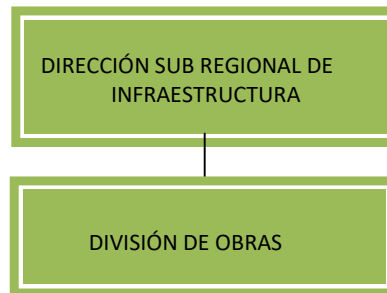 DIRECCIÓN SUB REGIONAL DE
INFRAESTRUCTURA
DIVISIÓN DE OBRAS